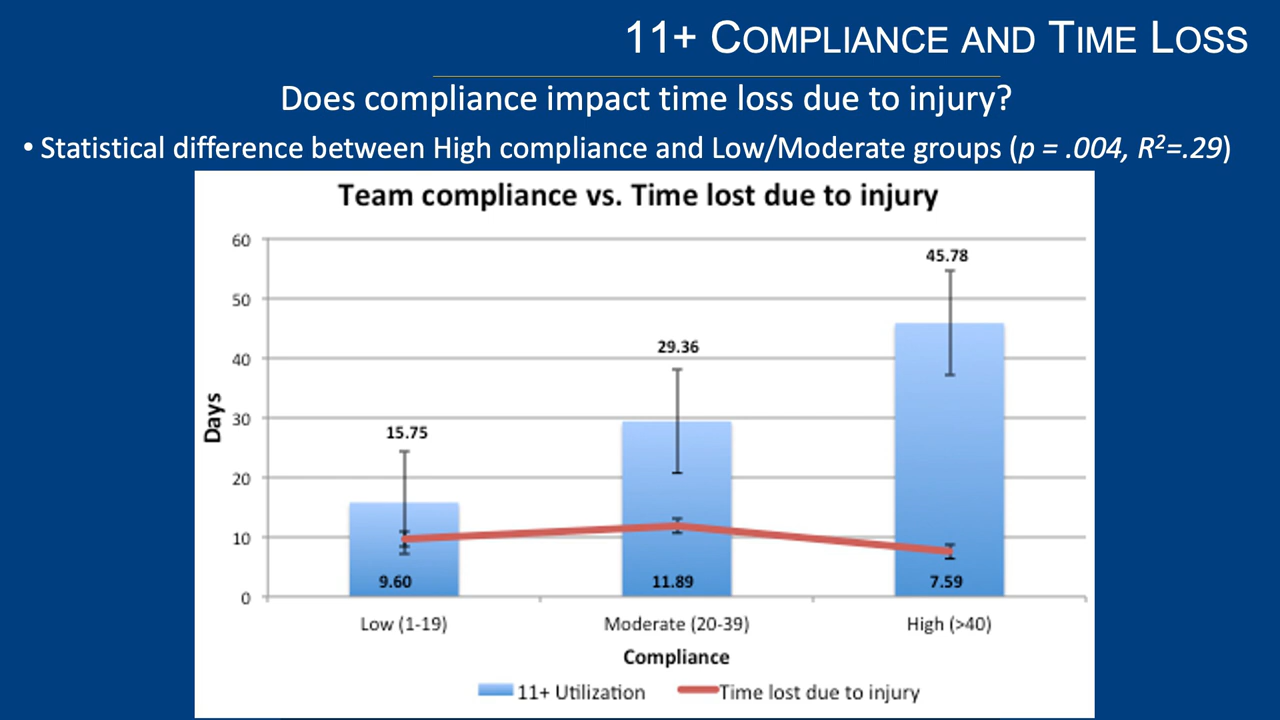 11+ COMPLIANCE AND TIME LOSS
Does compliance impact time loss due to injury?
• Statistical difference between High compliance and Low/Moderate groups (p = .004, R²=.29)
Team compliance vs. Time lost due to injury
60
50
40
30
20
10
0
Days
45.78
29.36
15.75
9.60
11.89
7.59
Low (1-19)
Moderate (20-39)
High (>40)
Compliance
11+ Utilization
Time lost due to injury